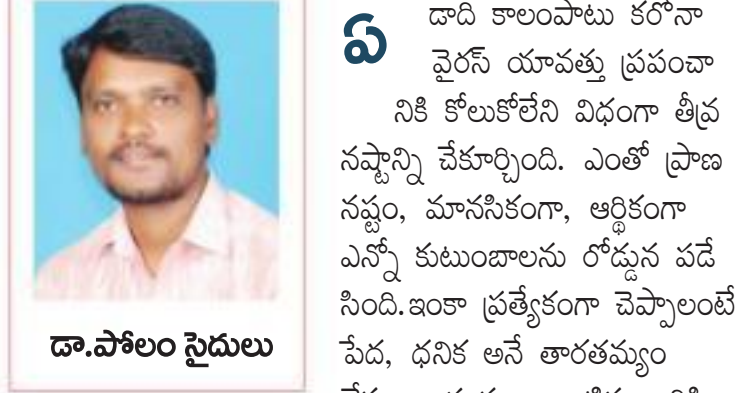 డా.పోలం సైదులు
ఏ
డాది కాలంపాటు కరోనా
వైరస్ యావత్తు ప్రపంచా
నికి కోలుకోలేని విధంగా తీవ్ర
నష్టాన్ని చేకూర్చింది. ఎంతో ప్రాణ
నష్టం, మానసికంగా, ఆర్థికంగా
ఎన్నో కుటుంబాలను రోడ్డున పడే
సింది.ఇంకా ప్రత్యేకంగా చెప్పాలంటే
పేద, ధనిక అనే తారతమ్యం